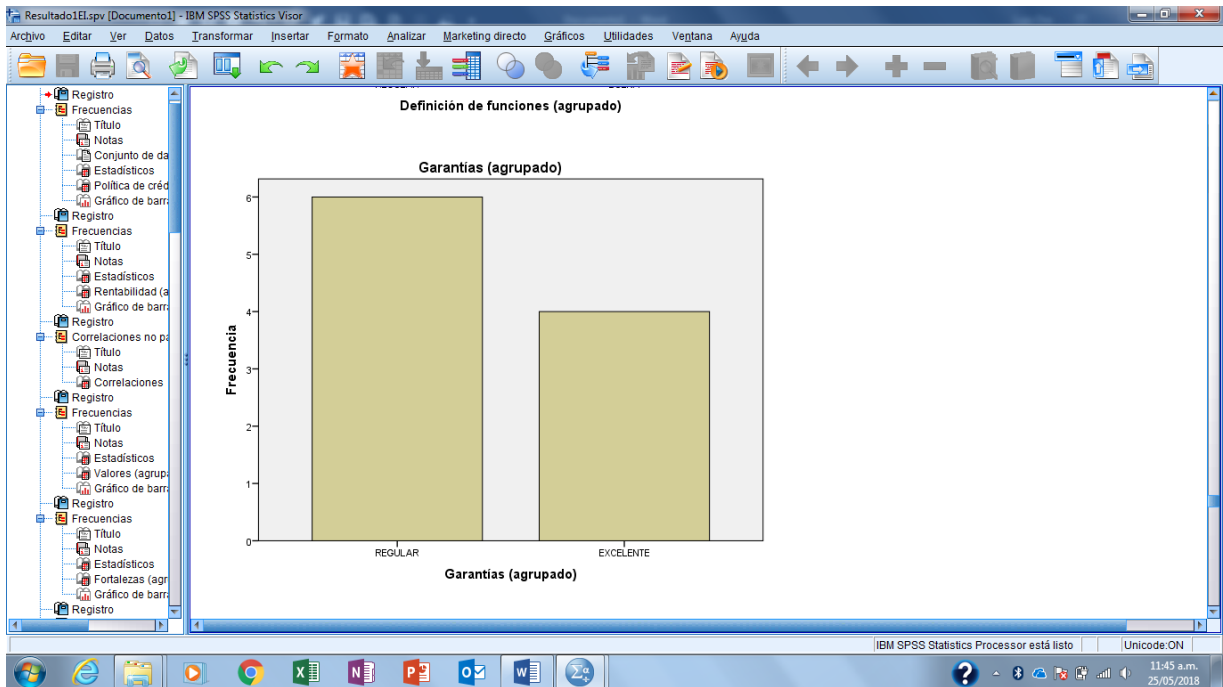 Resultado1EI.spv [Documento1] - IBM SPSS Statistics Visor
Archivo Editar Ver Datos Transformar Insertar Formato Analizar Marketing directo Gráficos Utilidades Ventana Ayuda
Registro
Frecuencias
Título
Notas
Conjunto de da
Estadísticos
Política de créd
Gráfico de barra
Registro
Frecuencias
Título
Notas
Estadísticos
Rentabilidad (a
Gráfico de barra
Registro
Correlaciones no pa
Título
Notas
Correlaciones
Registro
Frecuencias
Título
Notas
Estadísticos
Valores (agrupa
Gráfico de barra
Registro
Frecuencias
Título
Notas
Estadísticos
Fortalezas (agr
Gráfico de barra
Registro
Definición de funciones (agrupado)
Garantías (agrupado)
Frecuencia
6
5
4
3
2
1
0
REGULAR EXCELENTE
Garantías (agrupado)
IBM SPSS Statistics Processor está listo Unicode:ON
11:45 a.m.
25/05/2018